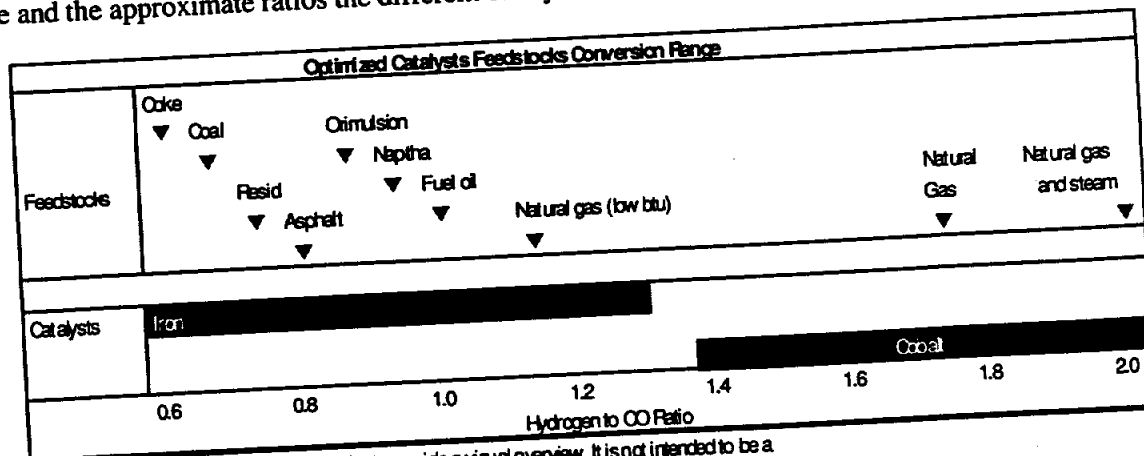 e and the approximate ratios the different
Optimized Catalysts Feedstocks Conversion Range
Coke
Coal
Orimulsion
Naptha
Natural
Gas
Natural gas
and steam
Feedstocks
Resid
Fuel oil
Asphalt
Natural gas (low btu)
Catalysts
Iron
Cobalt
0.6 0.8 1.0 1.2 1.4 1.6 1.8 2.0
Hydrogen to CO Ratio
a visual overview. It is not intended to be a